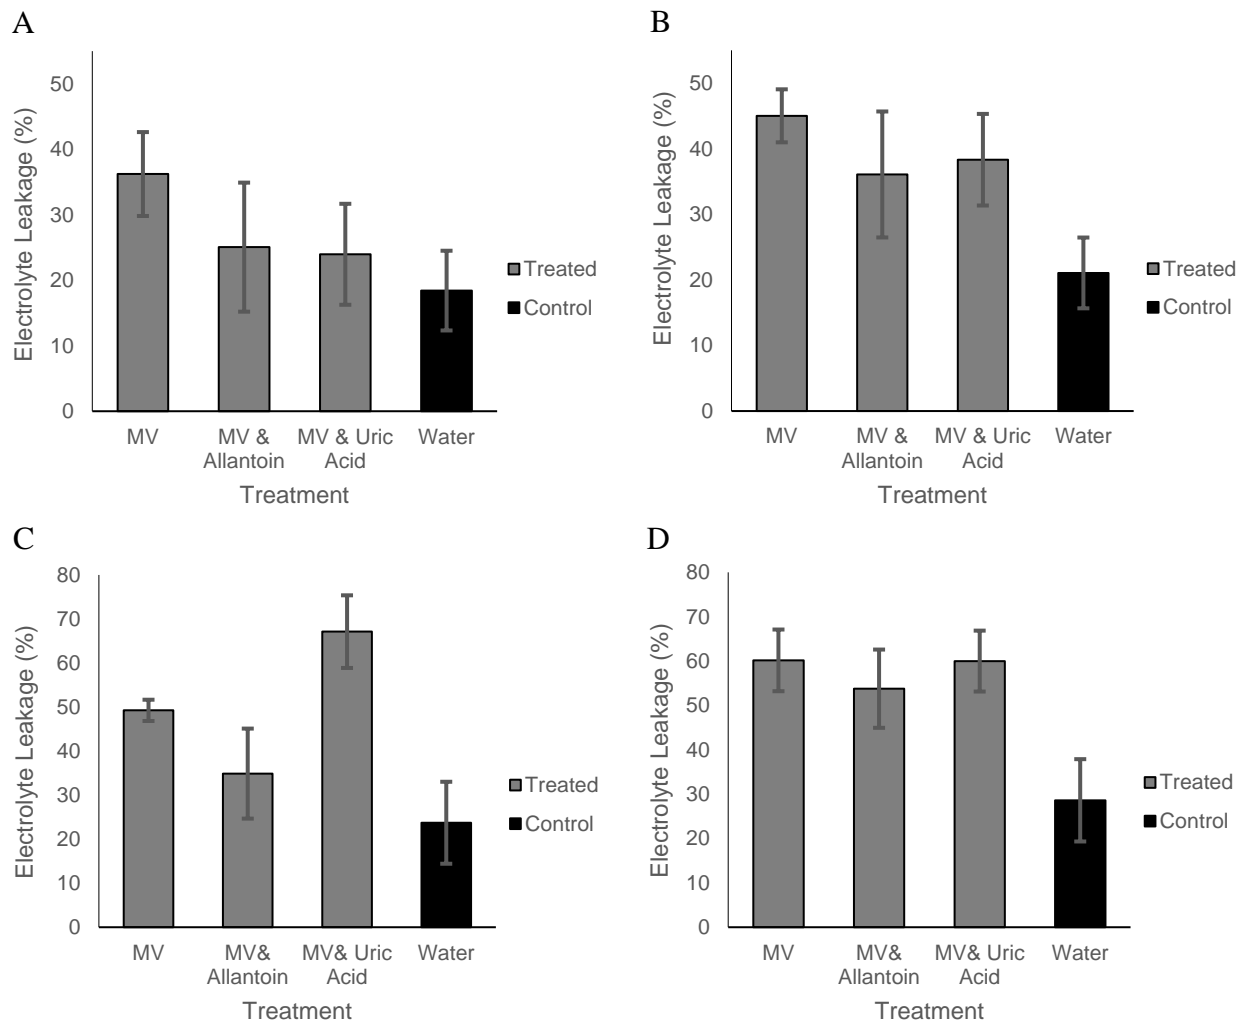 A
Electrolyte Leakage (%)
50
40
30
20
10
0
MV
MV &
Allantoin
MV & Uric
Acid
Water
Treatment
Treated
Control
B
Electrolyte Leakage (%)
50
40
30
20
10
0
MV
MV &
Allantoin
MV & Uric
Acid
Water
Treatment
Treated
Control
C
Electrolyte Leakage (%)
80
70
60
50
40
30
20
10
0
MV
MV&
Allantoin
MV& Uric
Acid
Water
Treatment
Treated
Control
D
Electrolyte Leakage (%)
80
70
60
50
40
30
20
10
0
MV
MV&
Allantoin
MV& Uric
Acid
Water
Treatment
Treated
Control